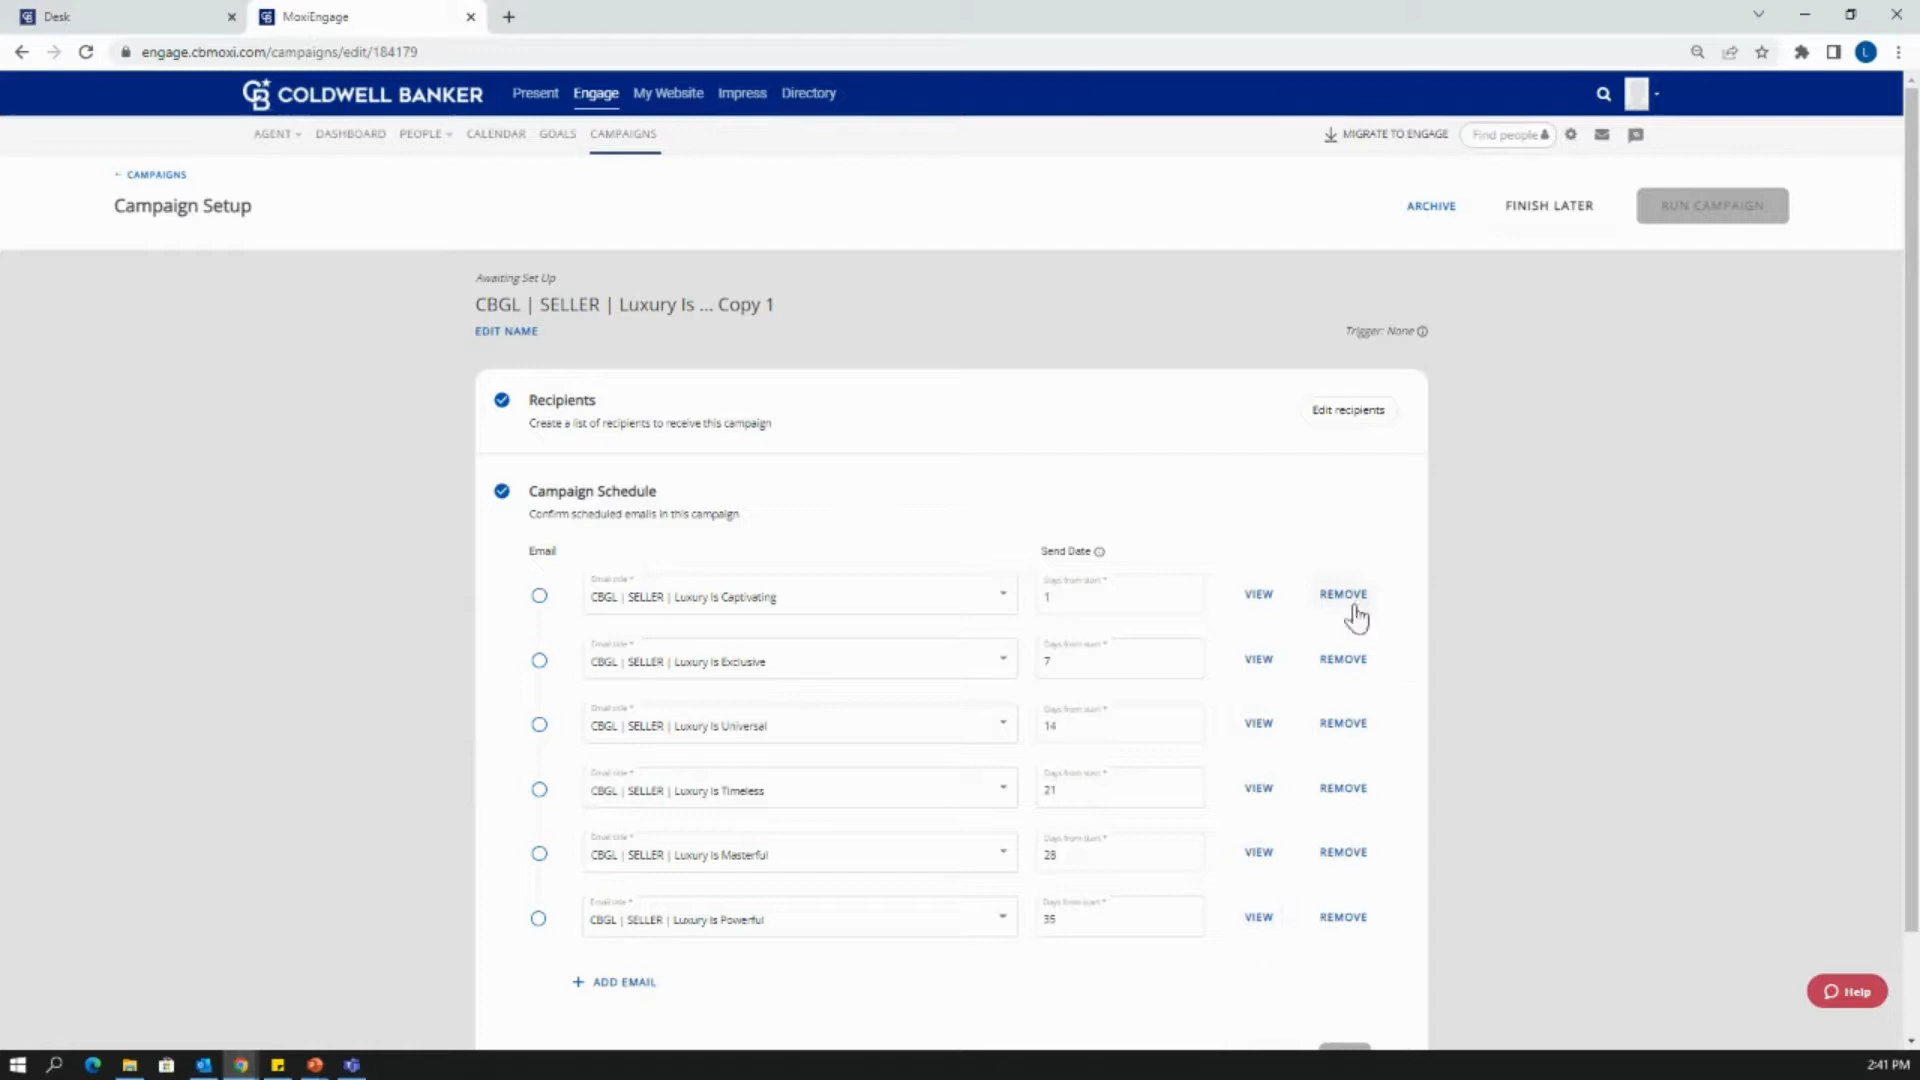 Desk
MoxiEngage
engage.cbmoxi.com/campaigns/edit/184179
L
COLDWELL BANKER
Present Engage My Website Impress Directory
AGENT DASHBOARD PEOPLE CALENDAR GOALS CAMPAIGNS
MIGRATE TO ENGAGE Find people
← CAMPAIGNS
Campaign Setup
ARCHIVE FINISH LATER RUN CAMPAIGN
Awaiting Set Up
CBGL | SELLER | Luxury Is ... Copy 1
EDIT NAME
Trigger: None
Recipients
Create a list of recipients to receive this campaign
Edit recipients
Campaign Schedule
Confirm scheduled emails in this campaign
Email Send Date
Email title * Days from start *
CBGL | SELLER | Luxury Is Captivating 1 VIEW REMOVE
Email title * Days from start *
CBGL | SELLER | Luxury Is Exclusive 7 VIEW REMOVE
Email title * Days from start *
CBGL | SELLER | Luxury Is Universal 14 VIEW REMOVE
Email title * Days from start *
CBGL | SELLER | Luxury Is Timeless 21 VIEW REMOVE
Email title * Days from start *
CBGL | SELLER | Luxury Is Masterful 28 VIEW REMOVE
Email title * Days from start *
CBGL | SELLER | Luxury Is Powerful 35 VIEW REMOVE
+ ADD EMAIL
Help
2:41 PM